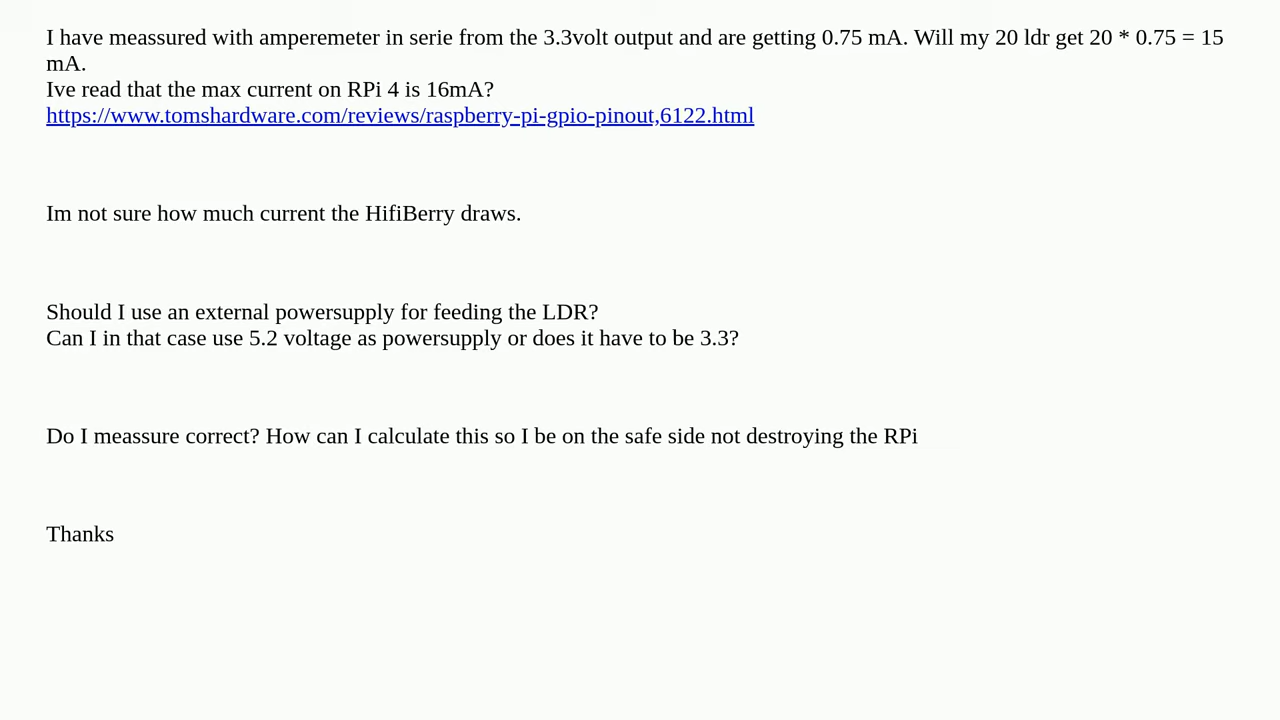 I have meassured with amperemeter in serie from the 3.3volt output and are getting 0.75 mA. Will my 20 ldr get 20 * 0.75 = 15
mA.
Ive read that the max current on RPi 4 is 16mA?
https://www.tomshardware.com/reviews/raspberry-pi-gpio-pinout,6122.html
Im not sure how much current the HifiBerry draws.
Should I use an external powersupply for feeding the LDR?
Can I in that case use 5.2 voltage as powersupply or does it have to be 3.3?
Do I meassure correct? How can I calculate this so I be on the safe side not destroying the RPi
Thanks